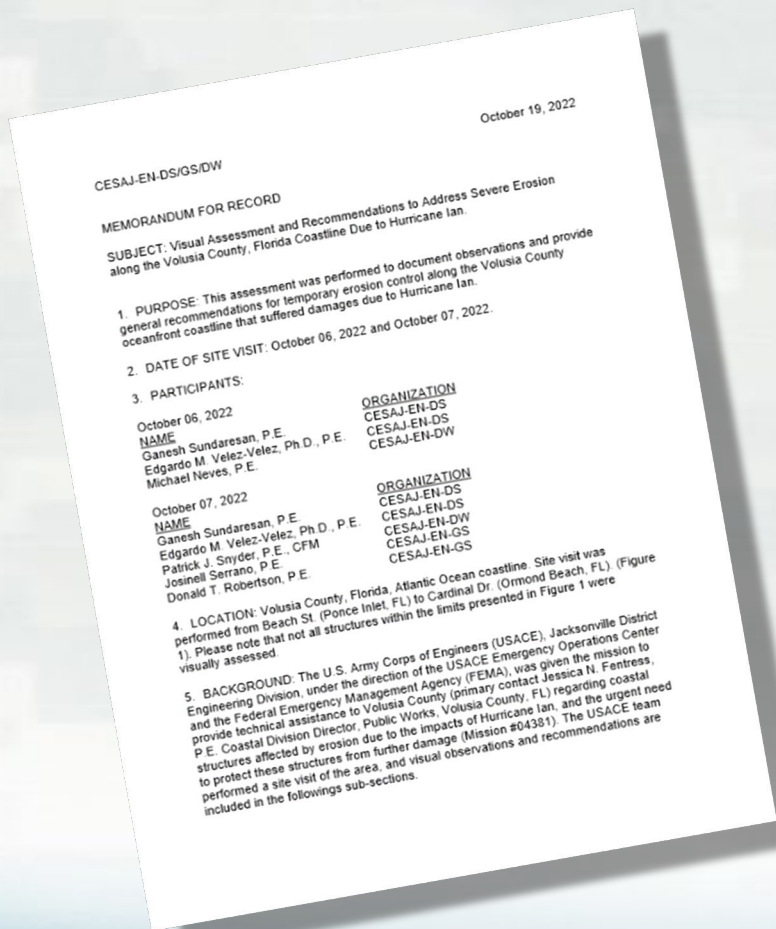 October 19, 2022
CESAJ-EN-DS/GS/DW
MEMORANDUM FOR RECORD
SUBJECT: Visual Assessment and Recommendations to Address Severe Erosion
along the Volusia County, Florida Coastline Due to Hurricane Ian.
1. PURPOSE: This assessment was performed to document observations and provide
general recommendations for temporary erosion control along the Volusia County
oceanfront coastline that suffered damages due to Hurricane Ian.
2. DATE OF SITE VISIT: October 06, 2022 and October 07, 2022.
3. PARTICIPANTS:
October 06, 2022
NAME ORGANIZATION
Ganesh Sundaresan, P.E. CESAJ-EN-DS
Edgardo M. Velez-Velez, Ph.D., P.E. CESAJ-EN-DS
Michael Neves, P.E. CESAJ-EN-DW
October 07, 2022
NAME ORGANIZATION
Ganesh Sundaresan, P.E. CESAJ-EN-DS
Edgardo M. Velez-Velez, Ph.D., P.E. CESAJ-EN-DS
Patrick J. Snyder, P.E., CFM CESAJ-EN-DW
Josinell Serrano, P.E. CESAJ-EN-GS
Donald T. Robertson, P.E. CESAJ-EN-GS
4. LOCATION: Volusia County, Florida, Atlantic Ocean coastline. Site visit was
performed from Beach St. (Ponce Inlet, FL) to Cardinal Dr. (Ormond Beach, FL). (Figure
1). Please note that not all structures within the limits presented in Figure 1 were
visually assessed.
5. BACKGROUND: The U.S. Army Corps of Engineers (USACE), Jacksonville District
Engineering Division, under the direction of the USACE Emergency Operations Center
and the Federal Emergency Management Agency (FEMA), was given the mission to
provide technical assistance to Volusia County (primary contact Jessica N. Fentress,
P.E. Coastal Division Director, Public Works, Volusia County, FL) regarding coastal
structures affected by erosion due to the impacts of Hurricane Ian, and the urgent need
to protect these structures from further damage (Mission #04381). The USACE team
performed a site visit of the area, and visual observations and recommendations are
included in the followings sub-sections.